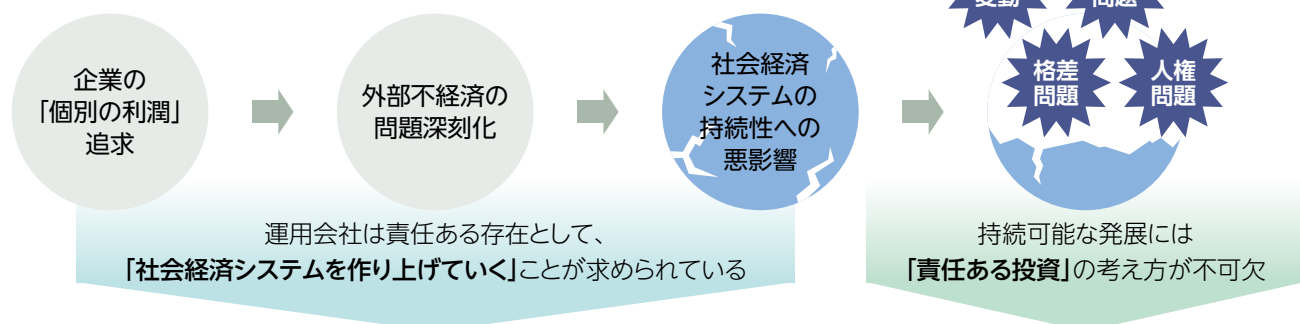 企業の
「個別の利潤」
追求
外部不経済の
問題深刻化
社会経済
システムの
持続性への
悪影響
変動
問題
格差
問題
人権
問題
運用会社は責任ある存在として、
「社会経済システムを作り上げていく」ことが求められている
持続可能な発展には
「責任ある投資」の考え方が不可欠